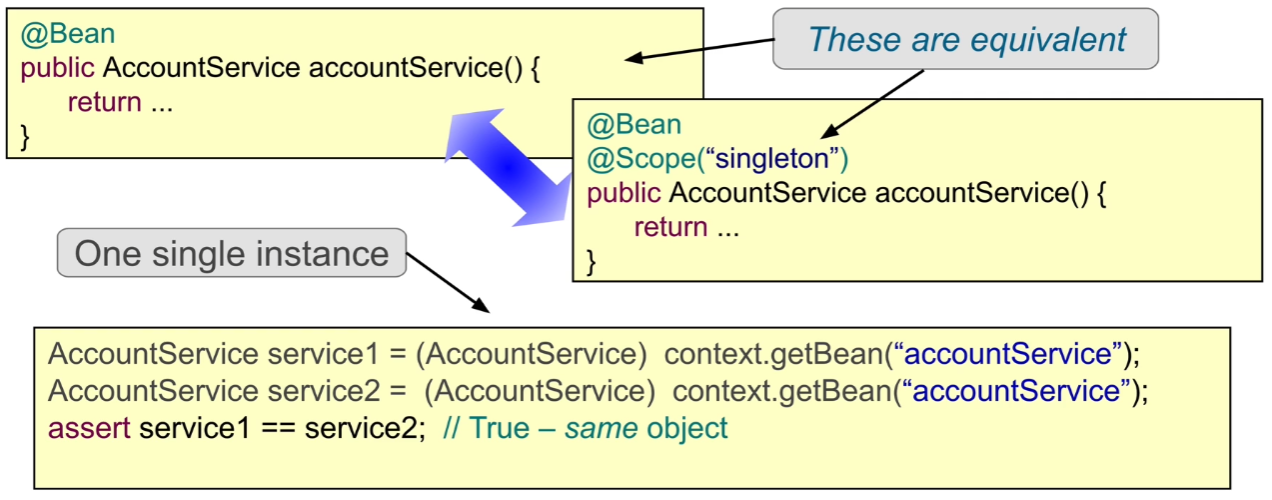 @Bean
public AccountService accountService() {
return ...
}
These are equivalent
@Bean
@Scope(“singleton”)
public AccountService accountService() {
return ...
}
One single instance
AccountService service1 = (AccountService)  context.getBean(“accountService”);
AccountService service2 =  (AccountService)  context.getBean(“accountService”);
assert service1 == service2;  // True – same object